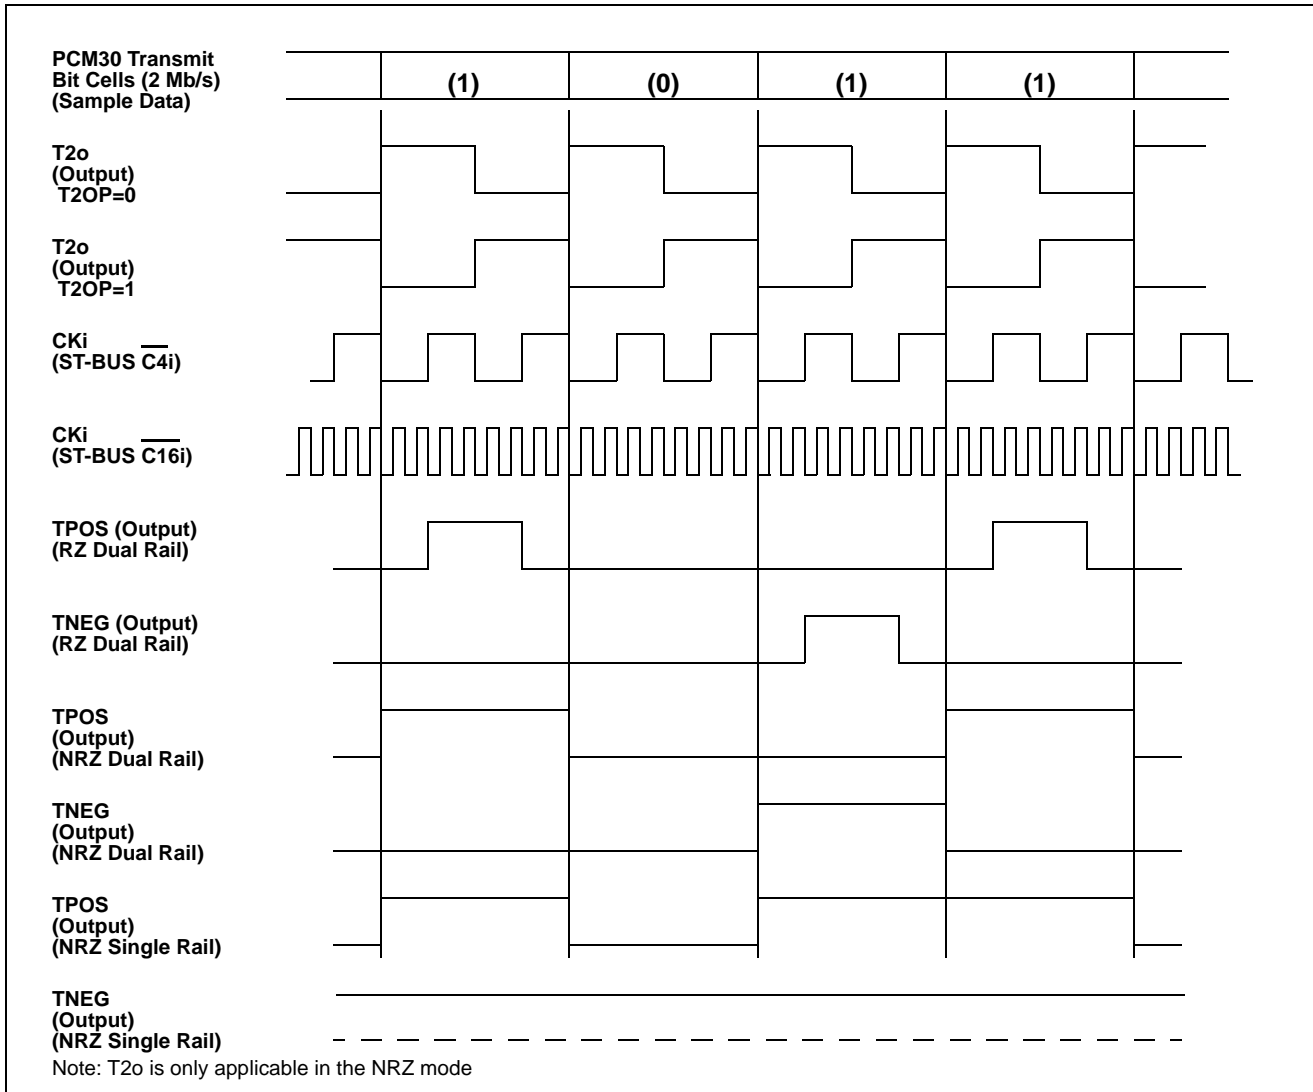 PCM30 Transmit
Bit Cells (2 Mb/s)
(Sample Data)
(1)
(0)
(1)
(1)
T2o
(Output)
T2OP=0
T2o
(Output)
T2OP=1
CKi
(ST-BUS C4i)
CKi
(ST-BUS C16i)
TPOS (Output)
(RZ Dual Rail)
TNEG (Output)
(RZ Dual Rail)
TPOS
(Output)
(NRZ Dual Rail)
TNEG
(Output)
(NRZ Dual Rail)
TPOS
(Output)
(NRZ Single Rail)
TNEG
(Output)
(NRZ Single Rail)
Note: T2o is only applicable in the NRZ mode